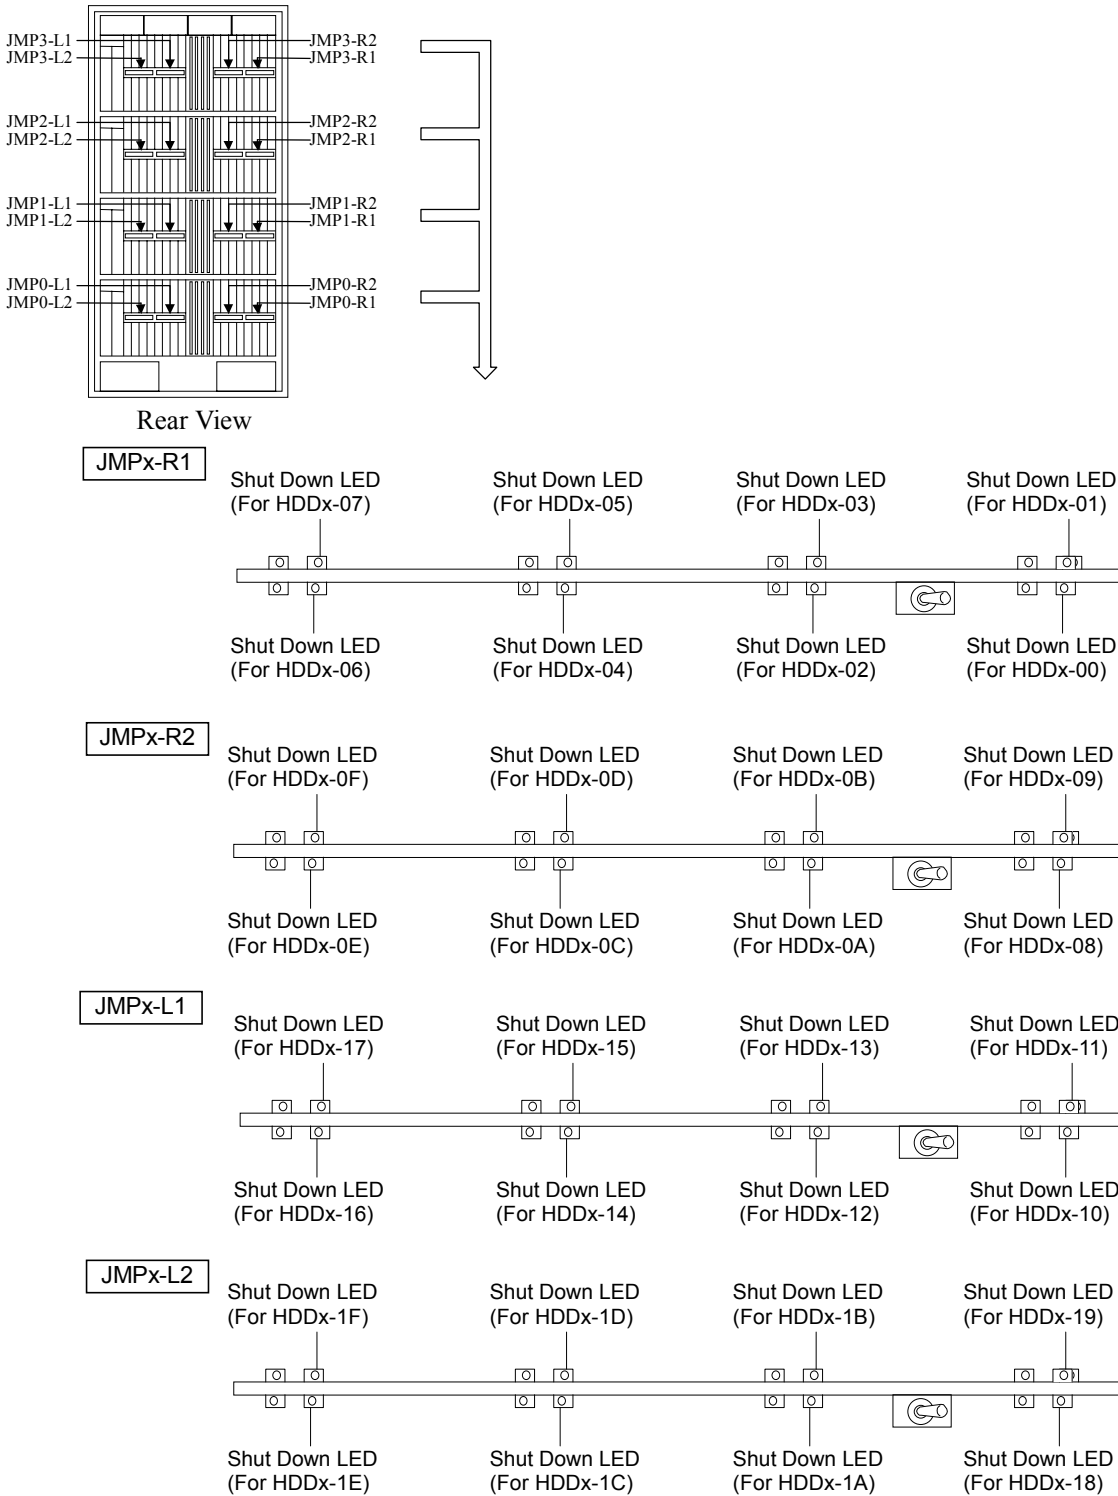 JMP3-L1 JMP3-R2
JMP3-L2 JMP3-R1
JMP2-L1 JMP2-R2
JMP2-L2 JMP2-R1
JMP1-L1 JMP1-R2
JMP1-L2 JMP1-R1
JMP0-L1 JMP0-R2
JMP0-L2 JMP0-R1
Rear View
JMPx-R1
Shut Down LED Shut Down LED Shut Down LED Shut Down LED
(For HDDx-07) (For HDDx-05) (For HDDx-03) (For HDDx-01)
Shut Down LED Shut Down LED Shut Down LED Shut Down LED
(For HDDx-06) (For HDDx-04) (For HDDx-02) (For HDDx-00)
JMPx-R2
Shut Down LED Shut Down LED Shut Down LED Shut Down LED
(For HDDx-0F) (For HDDx-0D) (For HDDx-0B) (For HDDx-09)
Shut Down LED Shut Down LED Shut Down LED Shut Down LED
(For HDDx-0E) (For HDDx-0C) (For HDDx-0A) (For HDDx-08)
JMPx-L1
Shut Down LED Shut Down LED Shut Down LED Shut Down LED
(For HDDx-17) (For HDDx-15) (For HDDx-13) (For HDDx-11)
Shut Down LED Shut Down LED Shut Down LED Shut Down LED
(For HDDx-16) (For HDDx-14) (For HDDx-12) (For HDDx-10)
JMPx-L2
Shut Down LED Shut Down LED Shut Down LED Shut Down LED
(For HDDx-1F) (For HDDx-1D) (For HDDx-1B) (For HDDx-19)
Shut Down LED Shut Down LED Shut Down LED Shut Down LED
(For HDDx-1E) (For HDDx-1C) (For HDDx-1A) (For HDDx-18)